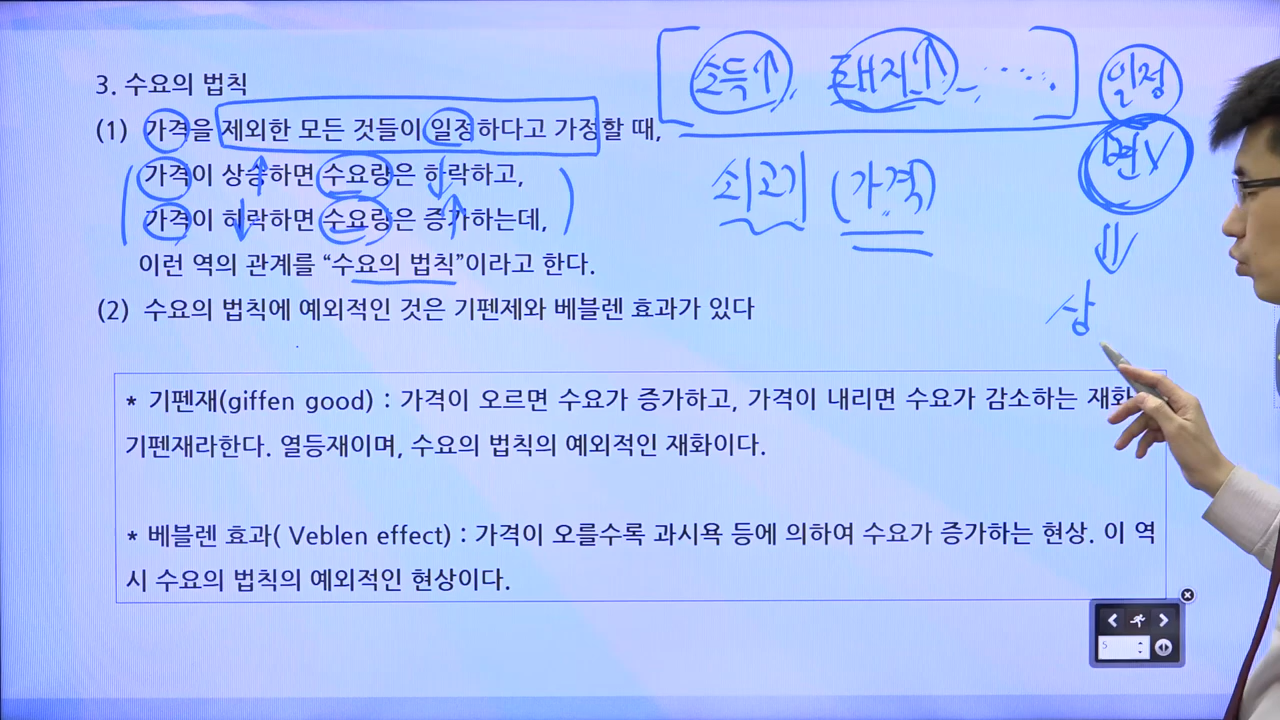 소득↑ 돼지↑ ..... 일정
3. 수요의 법칙
(1) 가격을 제외한 모든 것들이 일정하다고 가정할 때,
변
가격이 상승하면 수요량은 하락하고,
쇠고기 (가격)
가격이 하락하면 수요량은 증가하는데,
이런 역의 관계를 “수요의 법칙”이라고 한다.
상
(2) 수요의 법칙에 예외적인 것은 기펜제와 베블렌 효과가 있다
* 기펜재(giffen good) : 가격이 오르면 수요가 증가하고, 가격이 내리면 수요가 감소하는 재화
기펜재라한다. 열등재이며, 수요의 법칙의 예외적인 재화이다.
* 베블렌 효과( Veblen effect) : 가격이 오를수록 과시욕 등에 의하여 수요가 증가하는 현상. 이 역
시 수요의 법칙의 예외적인 현상이다.
5